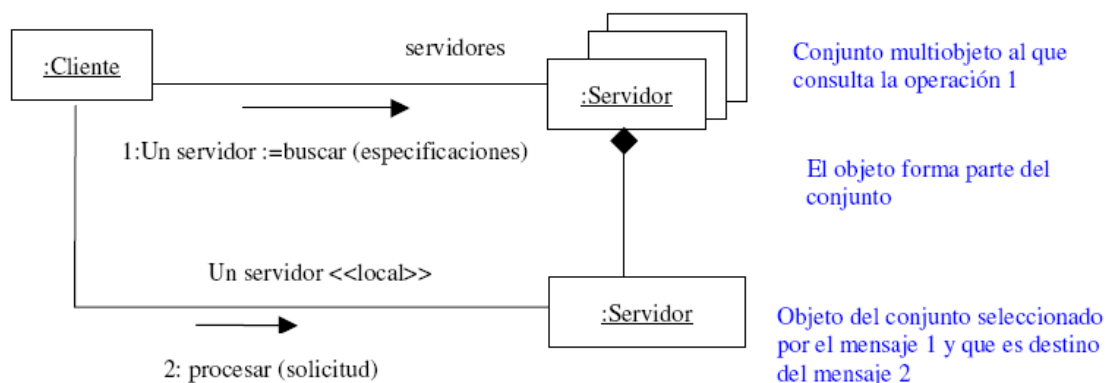 servidores
:Cliente
:Servidor
Conjunto multiobjeto al que
consulta la operación 1
1:Un servidor :=buscar (especificaciones)
El objeto forma parte del
conjunto
Un servidor <<local>>
:Servidor
Objeto del conjunto seleccionado
por el mensaje 1 y que es destino
del mensaje 2
2: procesar (solicitud)